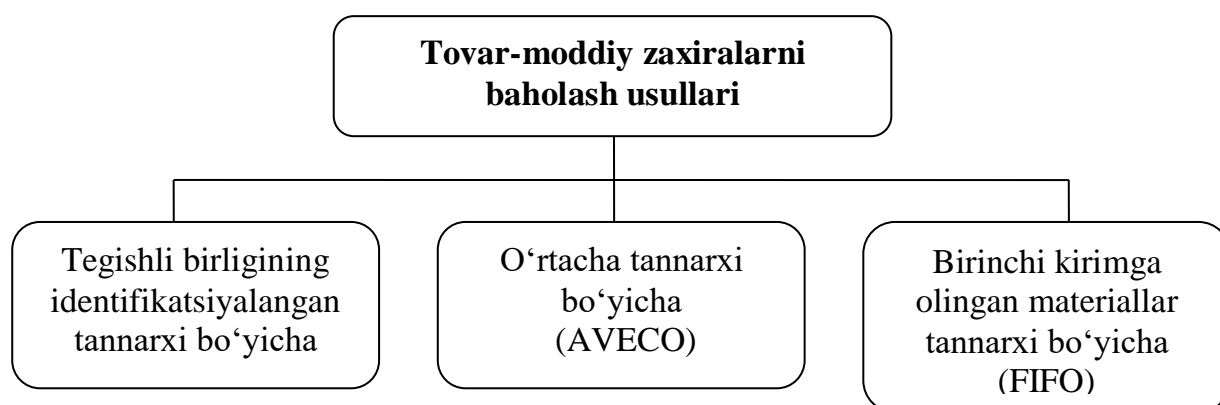 Tovar-moddiy zaxiralarni
baholash usullari
Tegishli birligining
identifikatsiyalangan
tannarxi bo‘yicha
O‘rtacha tannarxi
bo‘yicha
(AVECO)
Birinchi kirimga
olingan materiallar
tannarxi bo‘yicha
(FIFO)